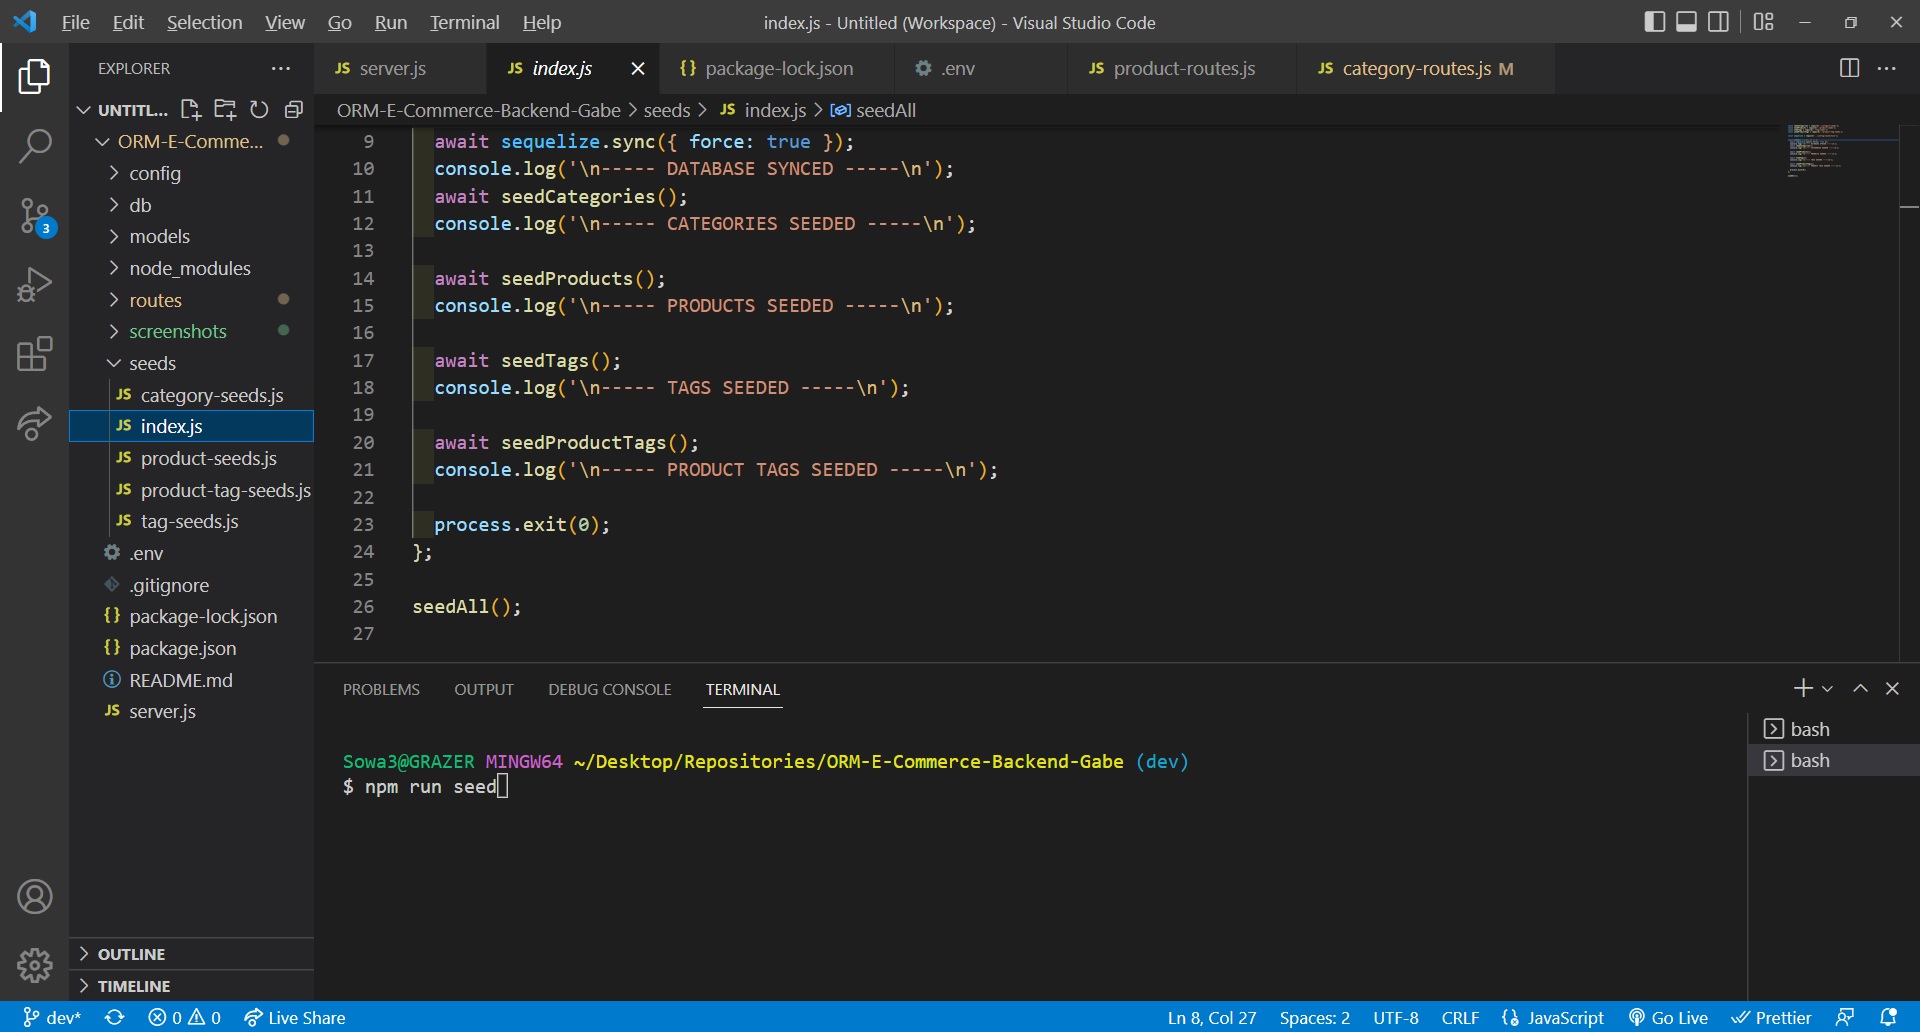 File Edit Selection View Go Run Terminal Help
index.js - Untitled (Workspace) - Visual Studio Code
EXPLORER
UNTITL...
ORM-E-Comme...
config
db
models
node_modules
routes
screenshots
seeds
JS category-seeds.js
JS index.js
JS product-seeds.js
JS product-tag-seeds.js
JS tag-seeds.js
.env
.gitignore
{} package-lock.json
{} package.json
README.md
JS server.js
OUTLINE
TIMELINE
3
JS server.js
JS index.js
{} package-lock.json
.env
JS product-routes.js
JS category-routes.js M
ORM-E-Commerce-Backend-Gabe > seeds > JS index.js > seedAll
9 await sequelize.sync({ force: true });
10 console.log('\n----- DATABASE SYNCED -----\n');
11 await seedCategories();
12 console.log('\n----- CATEGORIES SEEDED -----\n');
13
14 await seedProducts();
15 console.log('\n----- PRODUCTS SEEDED -----\n');
16
17 await seedTags();
18 console.log('\n----- TAGS SEEDED -----\n');
19
20 await seedProductTags();
21 console.log('\n----- PRODUCT TAGS SEEDED -----\n');
22
23 process.exit(0);
24 };
25
26 seedAll();
27
PROBLEMS OUTPUT DEBUG CONSOLE TERMINAL
Sowa3@GRAZER MINGW64 ~/Desktop/Repositories/ORM-E-Commerce-Backend-Gabe (dev)
$ npm run seed
bash
bash
dev* 0 0 Live Share
Ln 8, Col 27 Spaces: 2 UTF-8 CRLF JavaScript Go Live Prettier